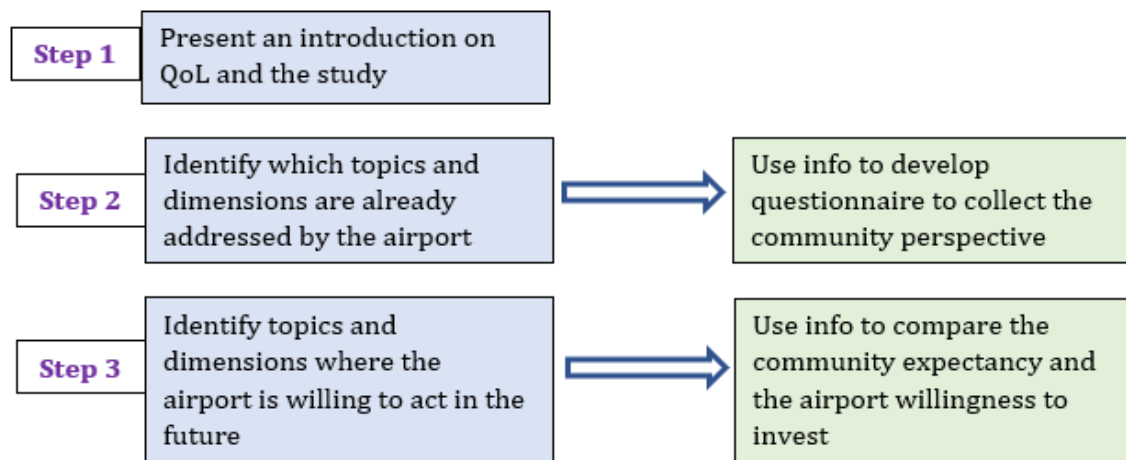 Step 1
Present an introduction on
QoL and the study
Step 2
Identify which topics and
dimensions are already
addressed by the airport
Use info to develop
questionnaire to collect the
community perspective
Step 3
Identify topics and
dimensions where the
airport is willing to act in the
future
Use info to compare the
community expectancy and
the airport willingness to
invest